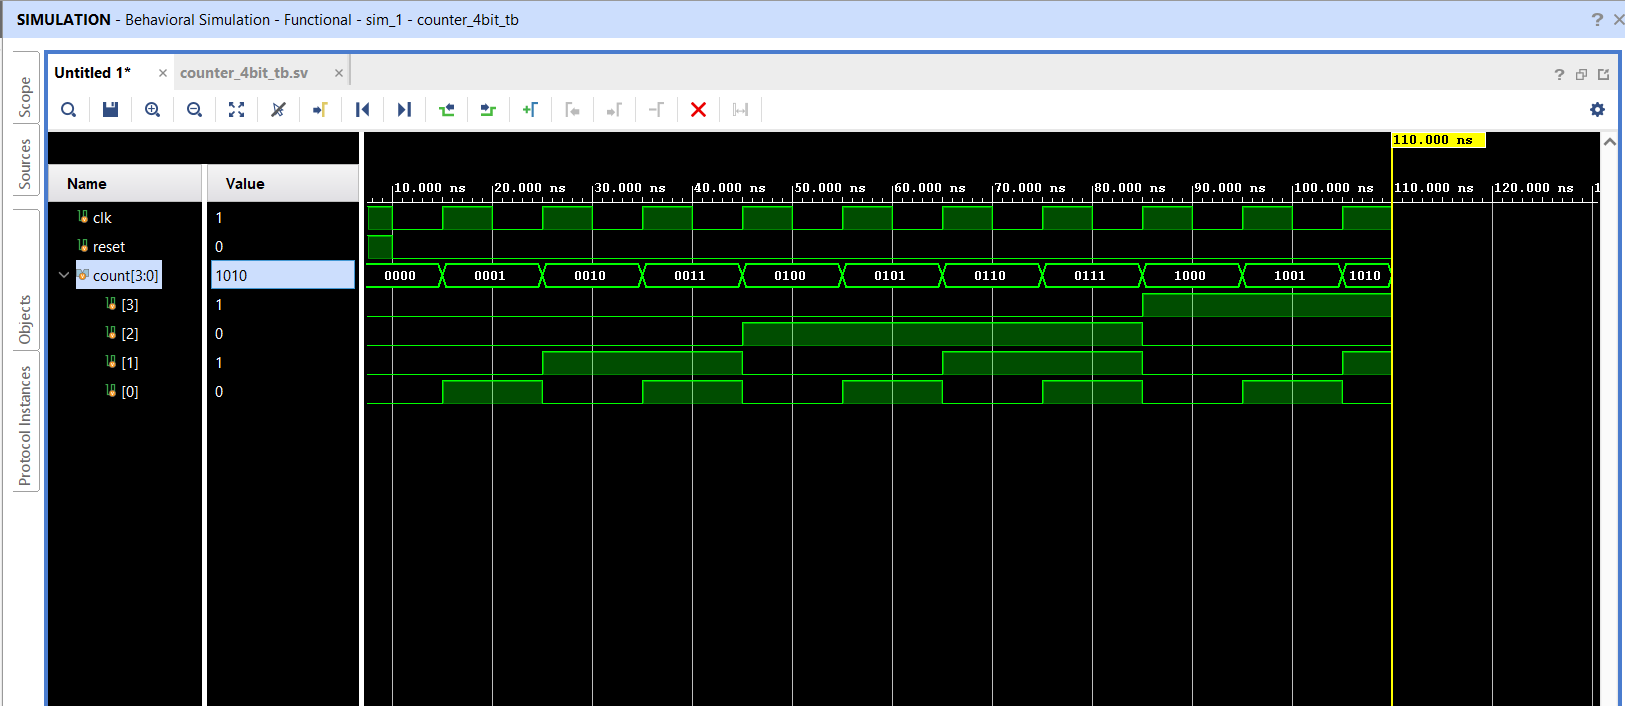 SIMULATION - Behavioral Simulation - Functional - sim_1 - counter_4bit_tb
Scope
Sources
Objects
Protocol Instances
Untitled 1* counter_4bit_tb.sv
110.000 ns
Name Value
10.000 ns 20.000 ns 30.000 ns 40.000 ns 50.000 ns 60.000 ns 70.000 ns 80.000 ns 90.000 ns 100.000 ns 110.000 ns 120.000 ns 1
clk 1
reset 0
count[3:0] 1010 0000 0001 0010 0011 0100 0101 0110 0111 1000 1001 1010
[3] 1
[2] 0
[1] 1
[0] 0